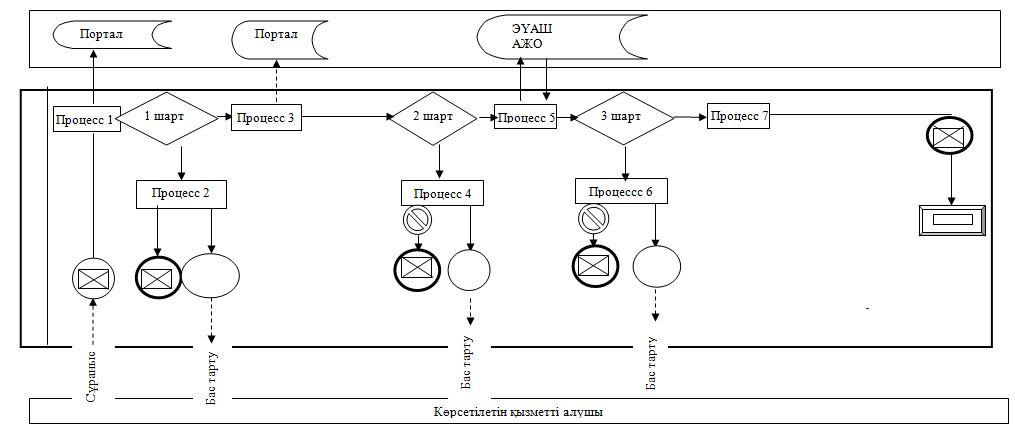 Портал
Портал
ЭҮАШ
АЖО
Процесс 1
1 шарт
Процесс 3
2 шарт
Процесс 5
3 шарт
Процесс 7
Процесс 2
Процесс 4
Процессс 6
Сұраныс
Бас тарту
Бас тарту
Бас тарту
Көрсетілетін қызметті алушы